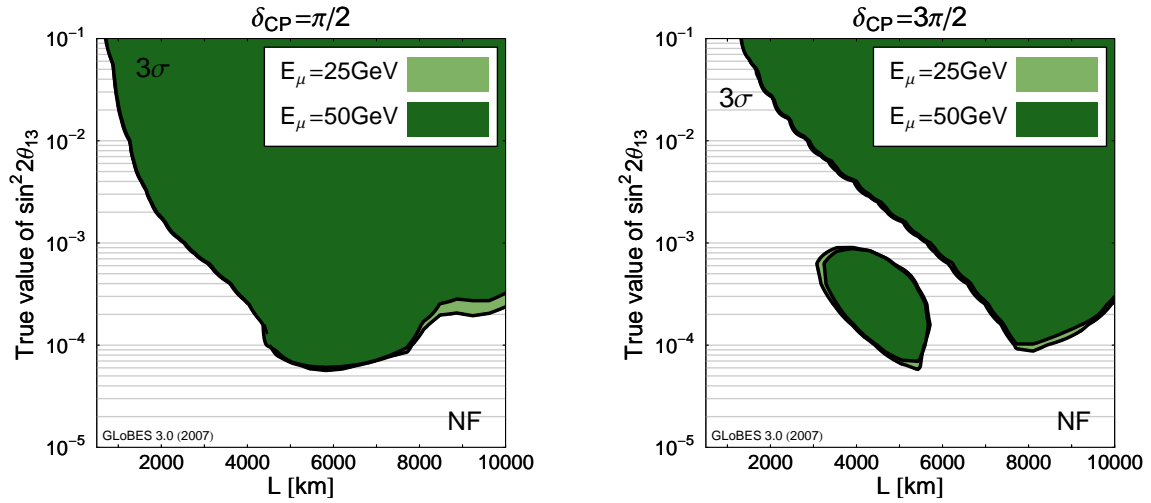 δCP=π/2
10⁻¹
10⁻²
10⁻³
10⁻⁴
10⁻⁵
True value of sin²2θ₁₃
3σ
Eμ=25GeV
Eμ=50GeV
NF
GLoBES 3.0 (2007)
2000 4000 6000 8000 10000
L [km]
δCP=3π/2
10⁻¹
10⁻²
10⁻³
10⁻⁴
10⁻⁵
True value of sin²2θ₁₃
3σ
Eμ=25GeV
Eμ=50GeV
NF
GLoBES 3.0 (2007)
2000 4000 6000 8000 10000
L [km]